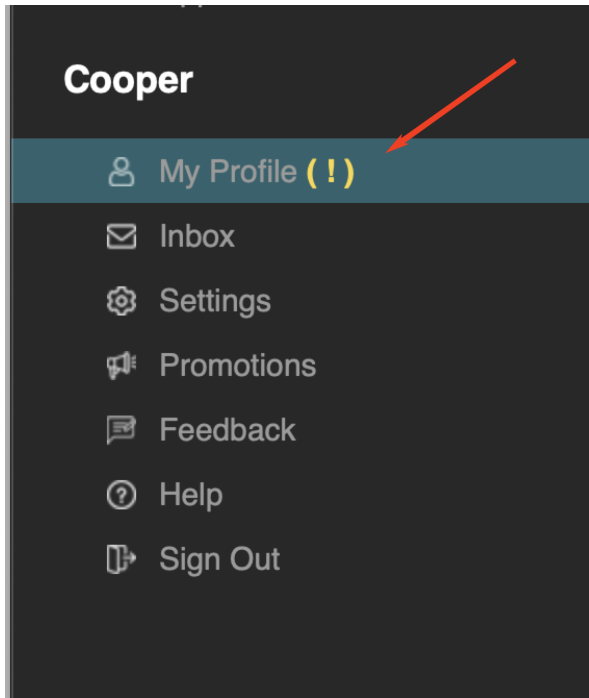 Cooper
My Profile (!)
Inbox
Settings
Promotions
Feedback
Help
Sign Out